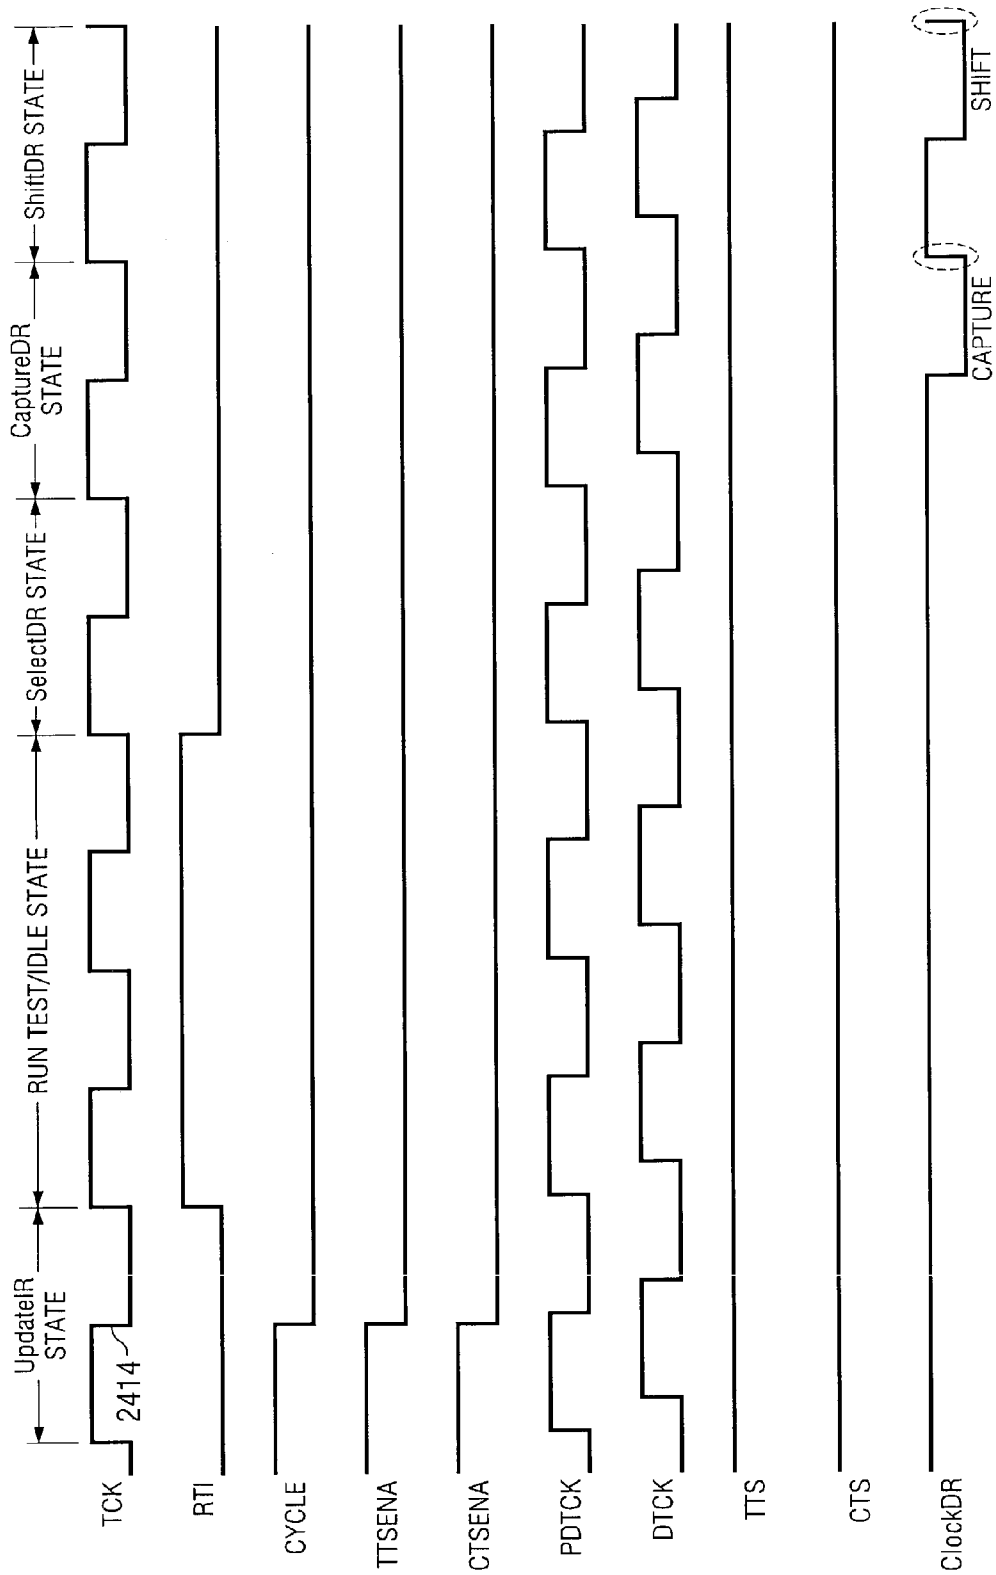 UpdateIR
STATE
RUN TEST/IDLE STATE
SelectDR STATE
CaptureDR
STATE
ShiftDR STATE
TCK
2414
RTI
CYCLE
TTSENA
CTSENA
PDTCK
DTCK
TTS
CTS
ClockDR
CAPTURE
SHIFT